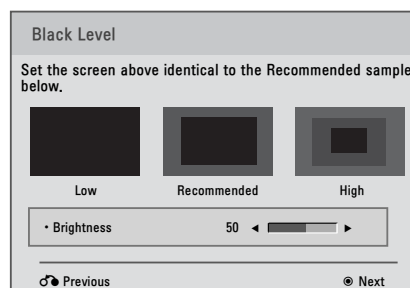 Black Level
Set the screen above identical to the Recommended sample
below.
Low Recommended High
• Brightness 50 ◄ ►
Previous ◉ Next